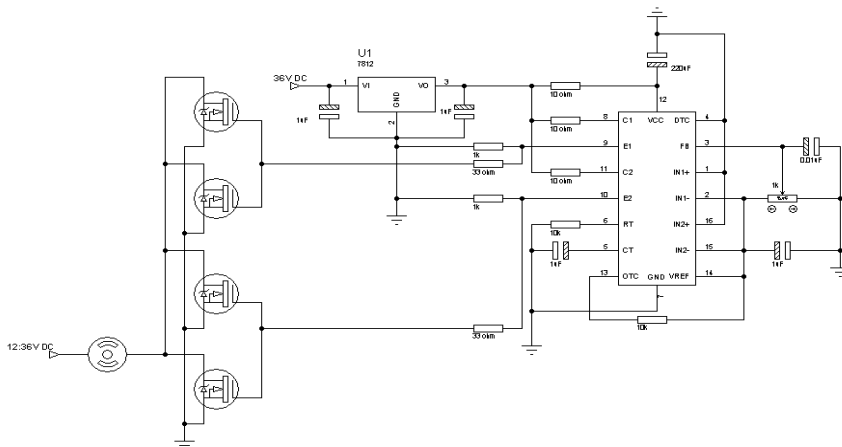 U1
7812
36V DC
1
VI
VO
3
GND
2
1uF
1uF
220uF
12
10 ohm
10 ohm
10 ohm
1k
33 ohm
1k
10k
1uF
33 ohm
10k
8
9
11
10
6
5
13
C1
E1
C2
E2
RT
CT
OTC
VCC
GND
7
DTC
FB
IN1+
IN1-
IN2+
IN2-
VREF
4
3
1
2
16
15
14
0.01uF
1k
1uF
12:36V DC